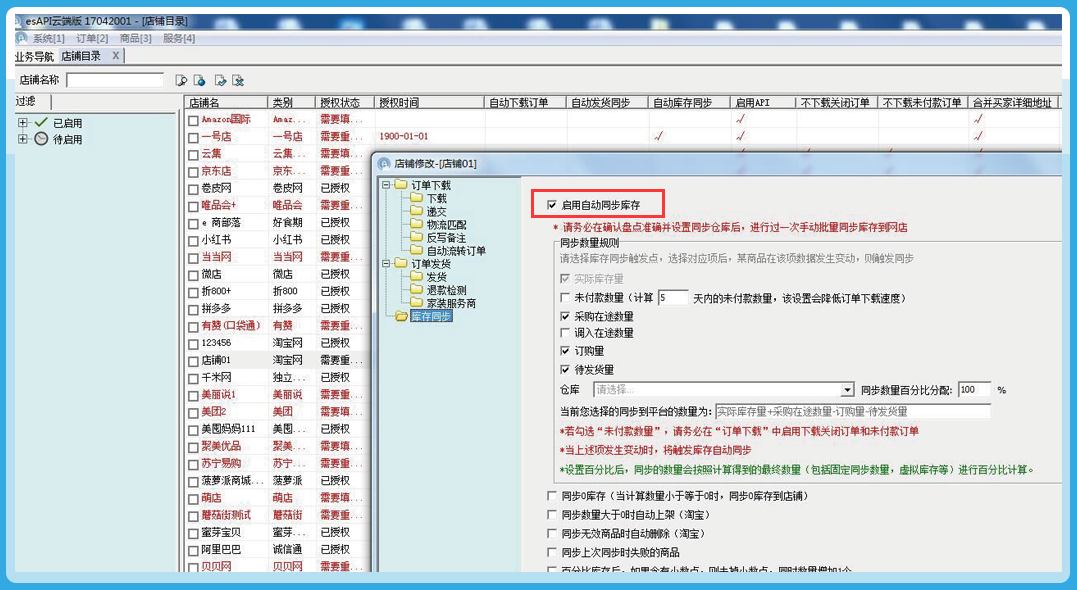 esAPI云端版 17042001 - [店铺目录]
系统[1] 订单[2] 商品[3] 服务[4]
业务导航 店铺目录 X
店铺名称
过滤
已启用
待启用
店铺名 类别 授权状态 授权时间 自动下载订单 自动发货同步 自动库存同步 启用API 不下载关闭订单 不下载未付款订单 合并买家详细地址
Amazon国际 Amaz... 需要填...
一号店 一号店 需要重... 1900-01-01
云集 云集... 需要填...
京东店 京东... 需要填...
卷皮网 卷皮网 已授权
唯品会+ 唯品会 需要重...
e 商部落 好食期 已授权
小红书 小红书 已授权
当当网 当当网 需要重...
微店 微店 已授权
折800+ 折800 已授权
拼多多 拼多多 已授权
有赞(口袋通) 有赞 需要重...
123456 淘宝网 已授权
店铺01 淘宝网 需要重...
千米网 独立... 已授权
美丽说1 美丽说 需要重...
美团2 美团 需要填...
美囤妈妈111 美囤... 已授权
聚美优品 聚美... 需要重...
苏宁易购 苏宁... 需要重...
菠萝派商城... 菠萝派 已授权
萌店 萌店 需要填...
蘑菇街测试 蘑菇街 需要重...
蜜芽宝贝 蜜芽... 已授权
阿里巴巴 诚信通 已授权
贝贝网 贝贝网 需要重...
店铺修改-[店铺01]
订单下载
下载
递交
物流匹配
反写备注
自动流转订单
订单发货
发货
退款检测
家装服务商
库存同步
启用自动同步库存
* 请务必在确认盘点准确并设置同步仓库后，进行过一次手动批量同步库存到网店
同步数量规则
请选择库存同步触发点，选择对应项后，某商品在该项数据发生变动，则触发同步
实际库存量
未付款数量（计算 5 天内的未付款数量，该设置会降低订单下载速度）
采购在途数量
调入在途数量
订购量
待发货量
仓库 请选择... 同步数量百分比分配: 100 %
当前您选择的同步到平台的数量为: 实际库存量+采购在途数量-订购量-待发货量
*若勾选“未付款数量”，请务必在“订单下载”中启用下载关闭订单和未付款订单
*当上述项发生变动时，将触发库存自动同步
*设置百分比后，同步的数量会按照计算得到的最终数量（包括固定同步数量，虚拟库存等）进行百分比计算。
同步0库存（当计算数量小于等于0时，同步0库存到店铺）
同步数量大于0时自动上架（淘宝）
同步无效商品时自动删除（淘宝）
同步上次同步时失败的商品
百分比库存后，如果含有小数点，则去掉小数点，同时数量增加1个